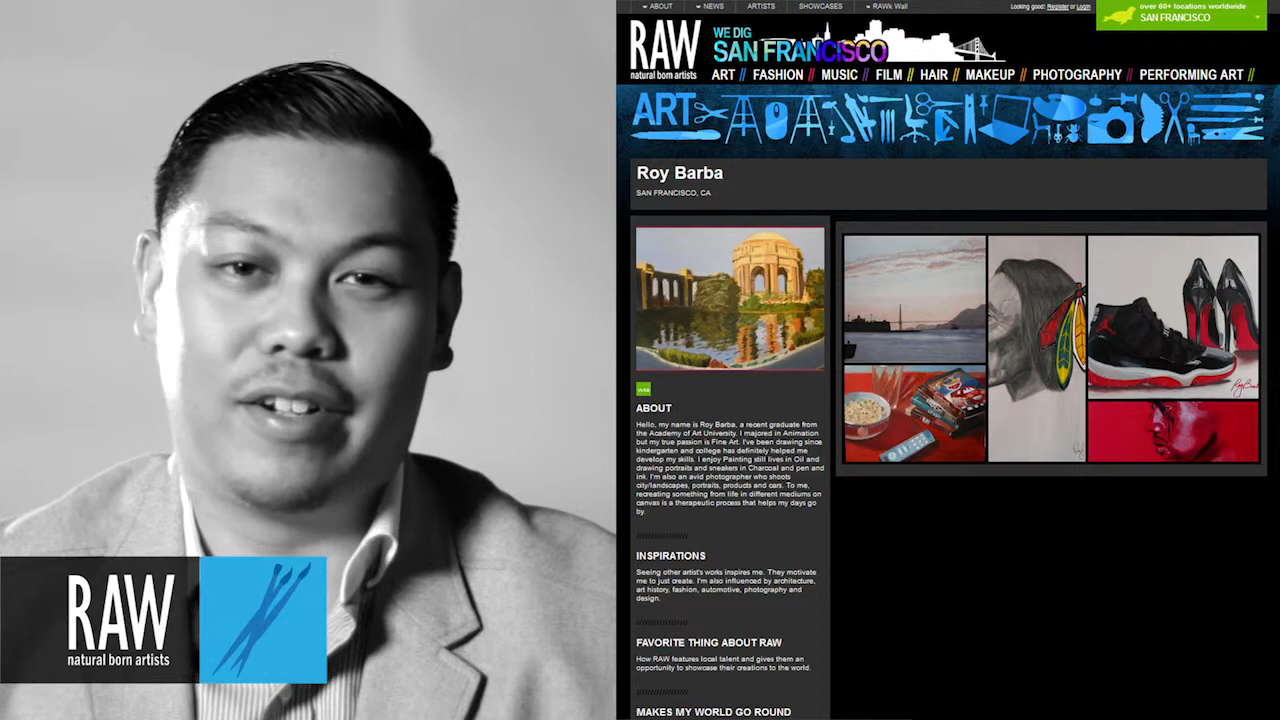 ABOUT
NEWS
ARTISTS
SHOWCASES
RAWk Wall
Looking good! Register or Login
over 60+ locations worldwide
SAN FRANCISCO
RAW
natural born artists
WE DIG
SAN FRANCISCO
ART // FASHION // MUSIC // FILM // HAIR // MAKEUP // PHOTOGRAPHY // PERFORMING ART //
ART
Roy Barba
SAN FRANCISCO, CA
ABOUT
Hello, my name is Roy Barba, a recent graduate from
the Academy of Art University. I majored in Animation
but my true passion is Fine Art. I've been drawing since
kindergarten and college has definitely helped me
develop my skills. I enjoy Painting still lives in Oil and
drawing portraits and sneakers in Charcoal and pen and
ink. I'm also an avid photographer who shoots
city/landscapes, portraits, products and cars. To me,
recreating something from life in different mediums on
canvas is a therapeutic process that helps my days go
by.
INSPIRATIONS
Seeing other artist's works inspires me. They motivate
me to just create. I'm also influenced by architecture,
art history, fashion, automotive, photography and
design.
FAVORITE THING ABOUT RAW
How RAW features local talent and gives them an
opportunity to showcase their creations to the world.
MAKES MY WORLD GO ROUND
RAW
natural born artists